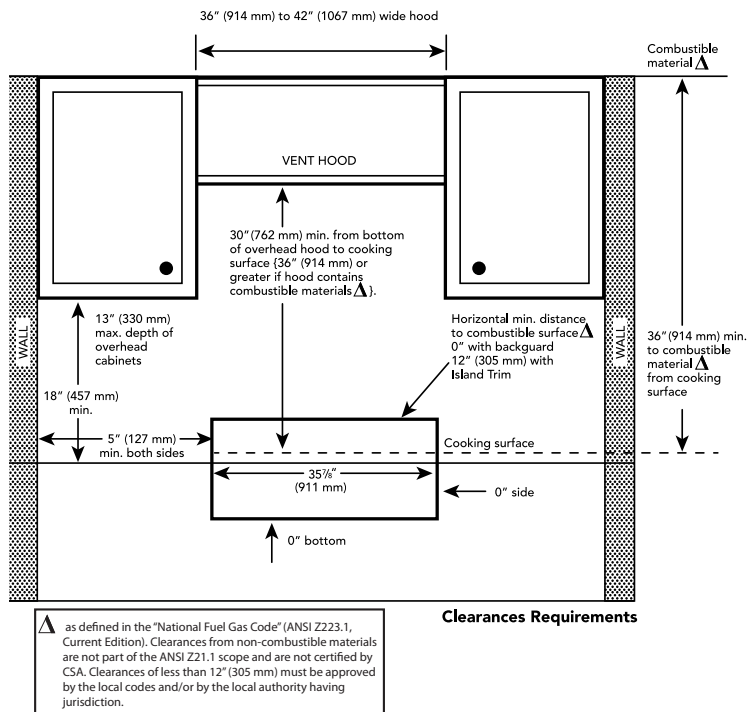 36” (914 mm) to 42” (1067 mm) wide hood
Combustible
material Δ
VENT HOOD
30” (762 mm) min. from bottom
of overhead hood to cooking
surface {36” (914 mm) or
greater if hood contains
combustible materials Δ }.
13” (330 mm)
max. depth of
overhead
cabinets
Horizontal min. distance
to combustible surface Δ
0” with backguard
12” (305 mm) with
Island Trim
WALL
WALL
36” (914 mm) min.
to combustible
material Δ
from cooking
surface
18” (457 mm)
min.
5” (127 mm)
min. both sides
Cooking surface
35⅞”
(911 mm)
0” side
0” bottom
Clearances Requirements
Δ as defined in the “National Fuel Gas Code” (ANSI Z223.1,
Current Edition). Clearances from non-combustible materials
are not part of the ANSI Z21.1 scope and are not certified by
CSA. Clearances of less than 12” (305 mm) must be approved
by the local codes and/or by the local authority having
jurisdiction.